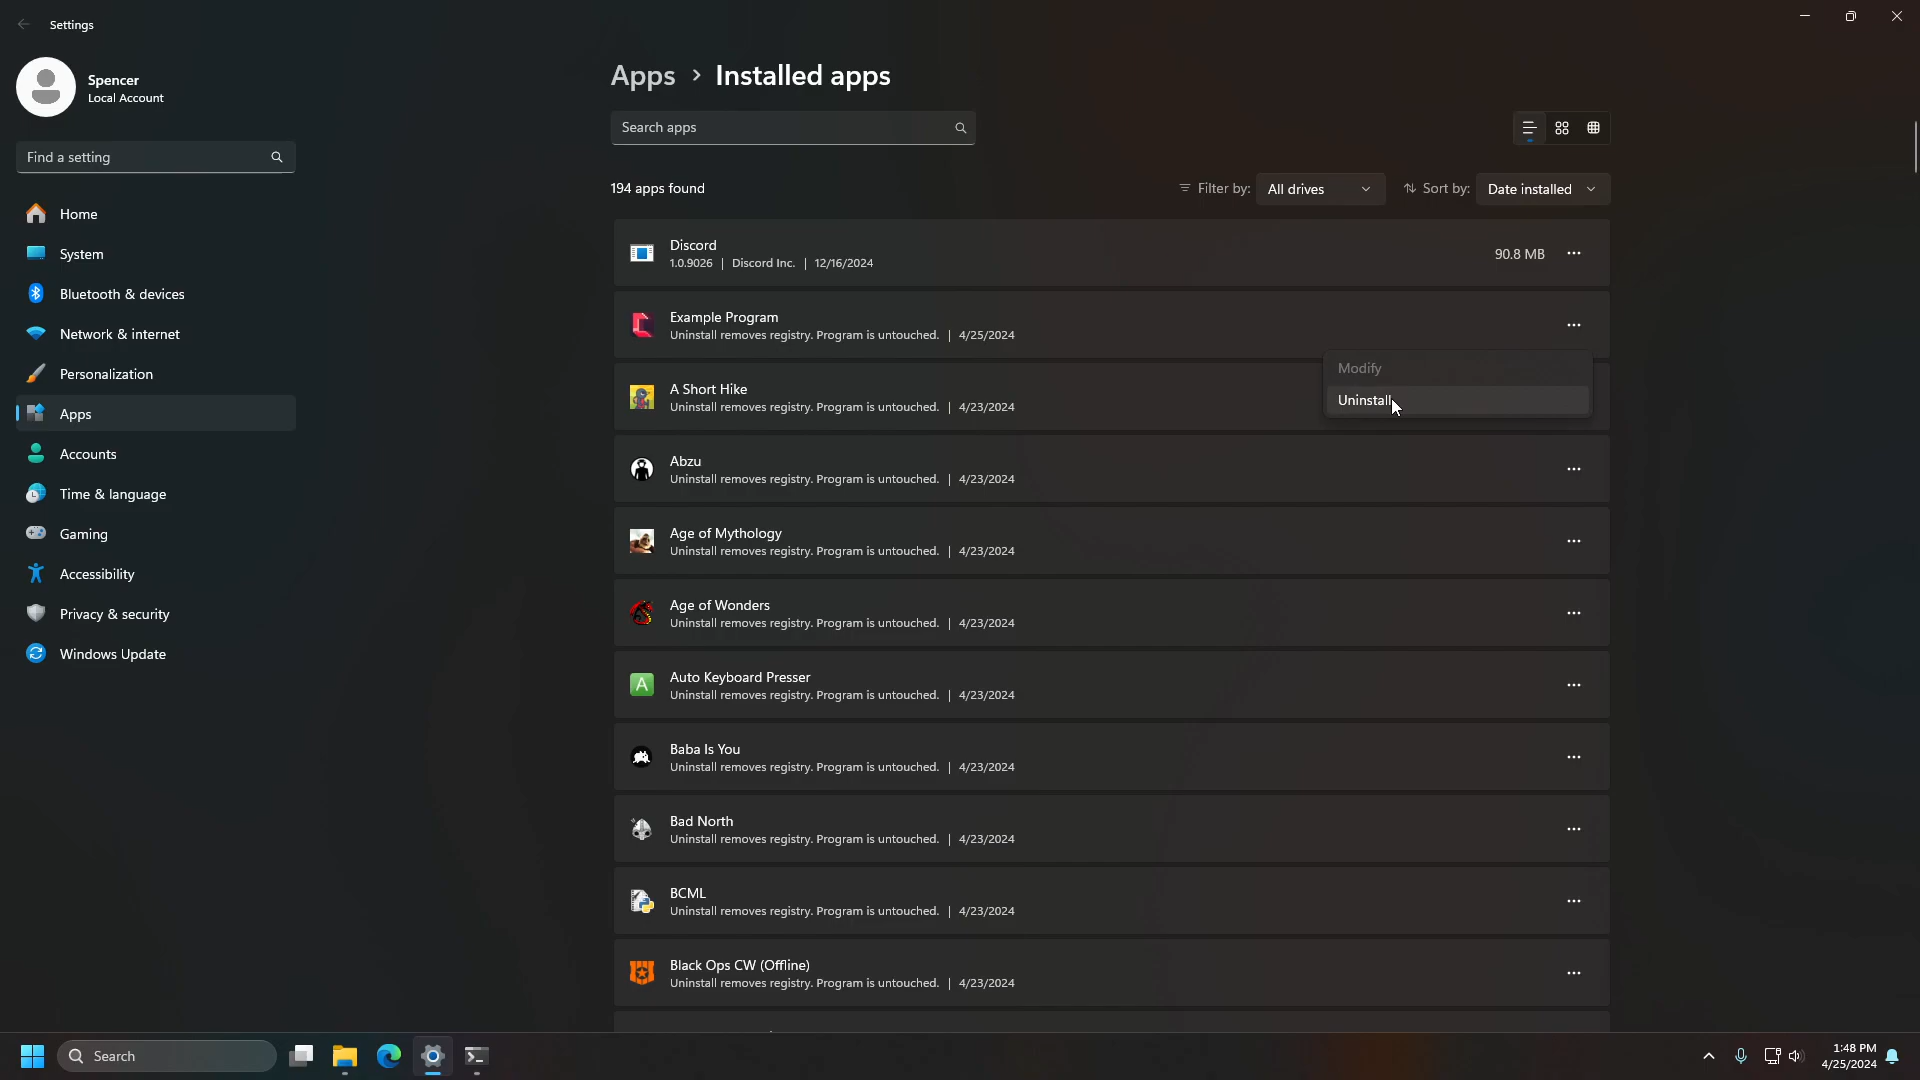 Settings
Spencer
Local Account
Find a setting
Home
System
Bluetooth & devices
Network & internet
Personalization
Apps
Accounts
Time & language
Gaming
Accessibility
Privacy & security
Windows Update
Apps > Installed apps
Search apps
194 apps found
Filter by: All drives
Sort by: Date installed
Discord
1.0.9026 | Discord Inc. | 12/16/2024
90.8 MB
Example Program
Uninstall removes registry. Program is untouched. | 4/25/2024
Modify
Uninstall
A Short Hike
Uninstall removes registry. Program is untouched. | 4/23/2024
Abzu
Uninstall removes registry. Program is untouched. | 4/23/2024
Age of Mythology
Uninstall removes registry. Program is untouched. | 4/23/2024
Age of Wonders
Uninstall removes registry. Program is untouched. | 4/23/2024
A
Auto Keyboard Presser
Uninstall removes registry. Program is untouched. | 4/23/2024
Baba Is You
Uninstall removes registry. Program is untouched. | 4/23/2024
Bad North
Uninstall removes registry. Program is untouched. | 4/23/2024
BCML
Uninstall removes registry. Program is untouched. | 4/23/2024
Black Ops CW (Offline)
Uninstall removes registry. Program is untouched. | 4/23/2024
Search
1:48 PM
4/25/2024